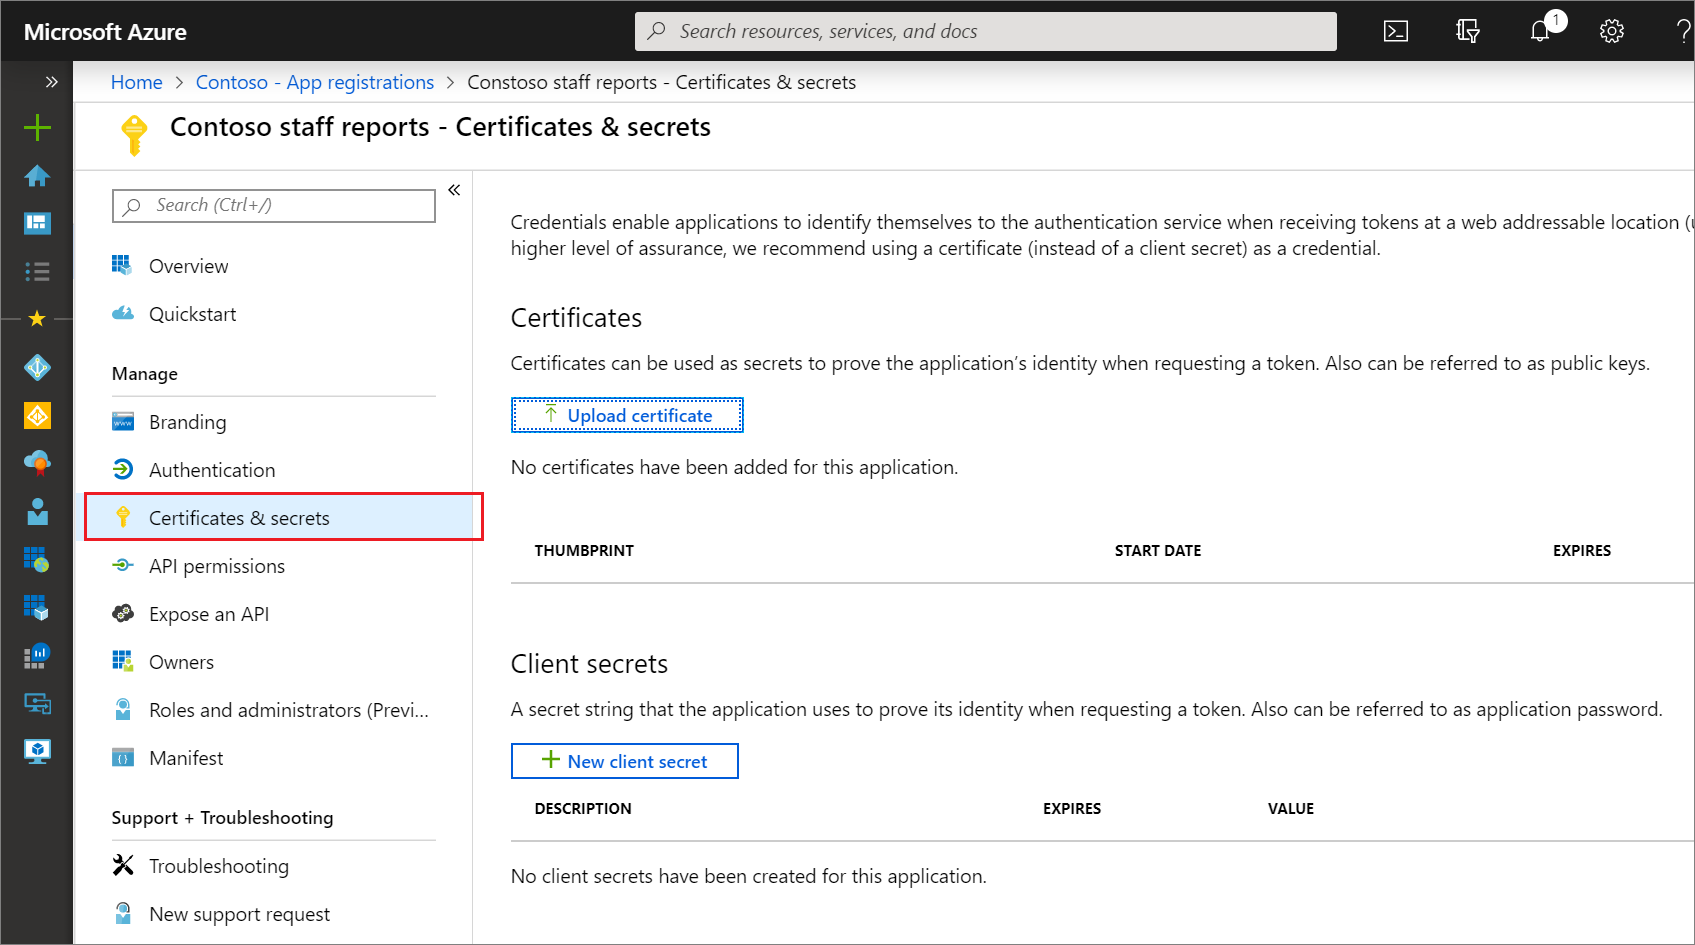 Microsoft Azure
Search resources, services, and docs
1
?
Home > Contoso - App registrations > Constoso staff reports - Certificates & secrets
Contoso staff reports - Certificates & secrets
Search (Ctrl+/)
Overview
Quickstart
Manage
Branding
Authentication
Certificates & secrets
API permissions
Expose an API
Owners
Roles and administrators (Previ...
Manifest
Support + Troubleshooting
Troubleshooting
New support request
Credentials enable applications to identify themselves to the authentication service when receiving tokens at a web addressable location (u
higher level of assurance, we recommend using a certificate (instead of a client secret) as a credential.
Certificates
Certificates can be used as secrets to prove the application’s identity when requesting a token. Also can be referred to as public keys.
Upload certificate
No certificates have been added for this application.
THUMBPRINT START DATE EXPIRES
Client secrets
A secret string that the application uses to prove its identity when requesting a token. Also can be referred to as application password.
New client secret
DESCRIPTION EXPIRES VALUE
No client secrets have been created for this application.